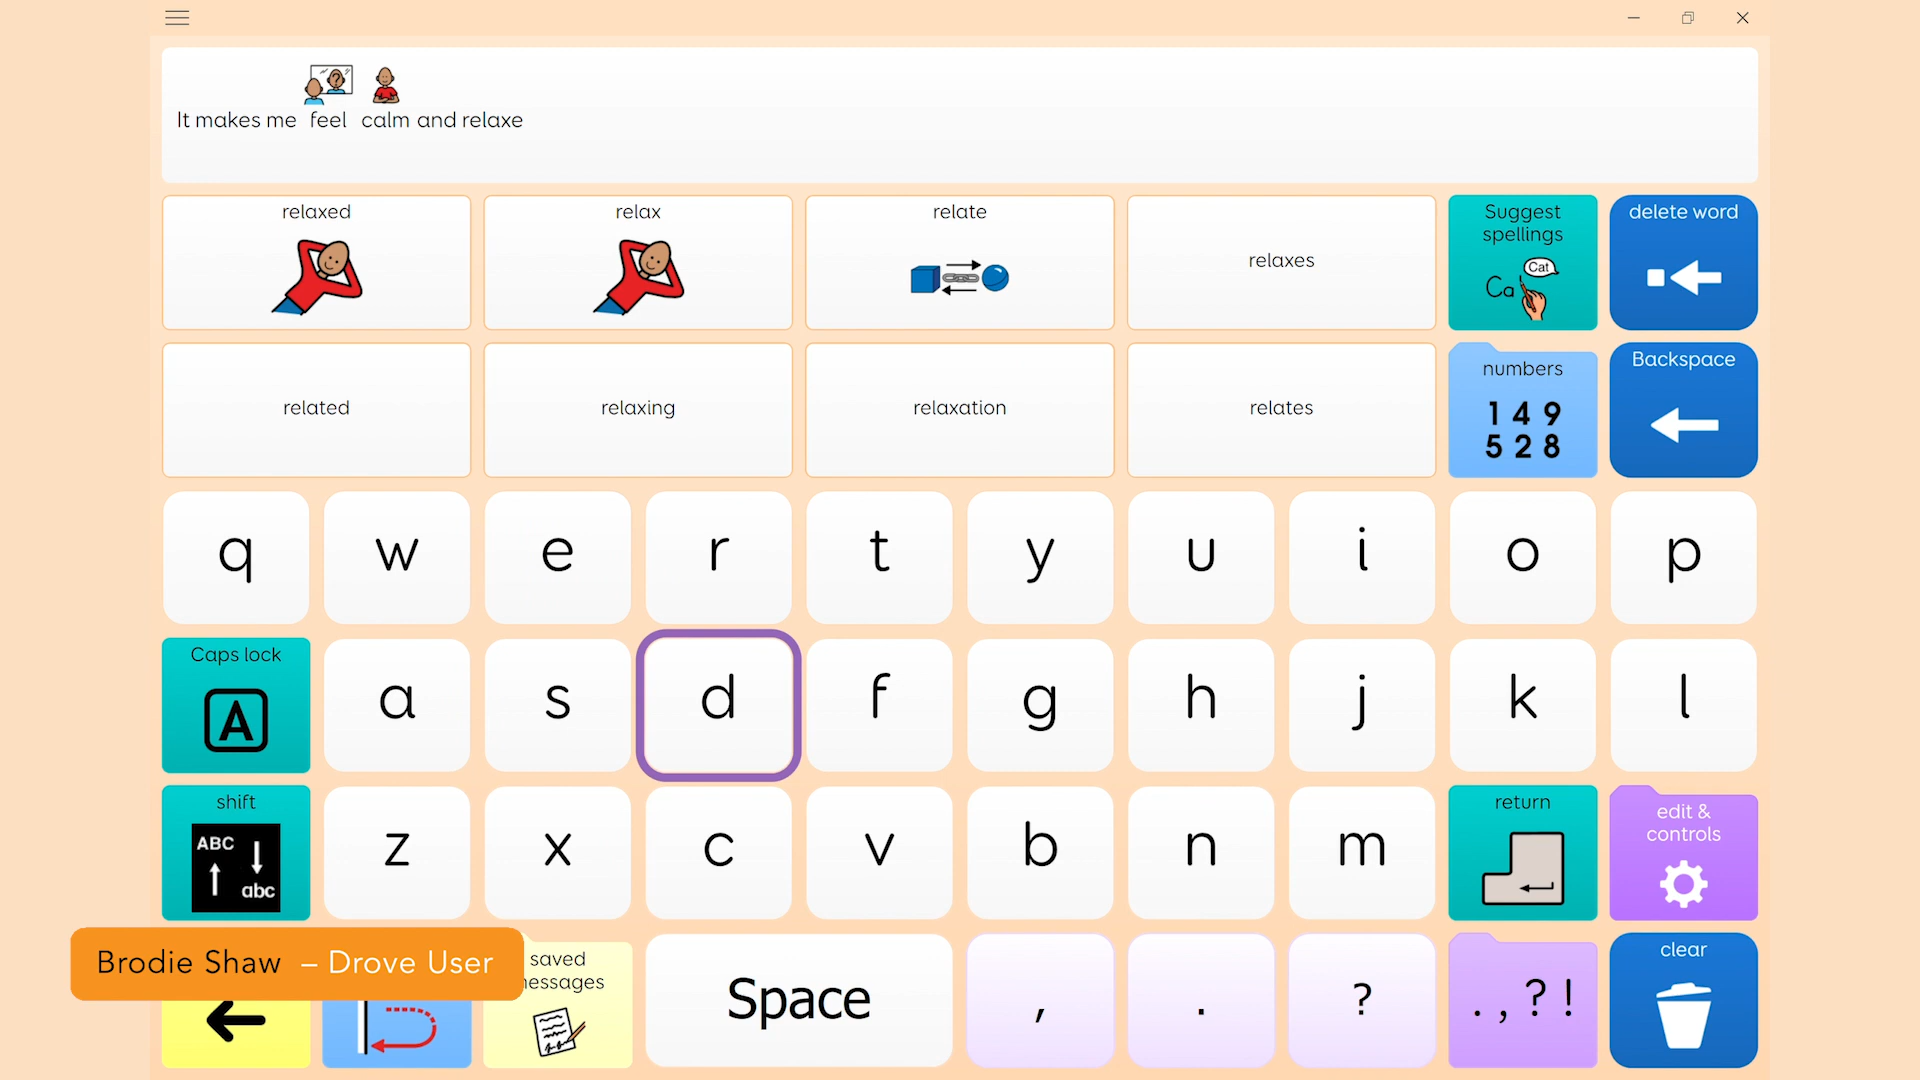 It makes me feel calm and relaxe
relaxed
relax
relate
relaxes
Suggest
spellings
Cat
Ca
delete word
related
relaxing
relaxation
relates
numbers
1 4 9
5 2 8
Backspace
q w e r t y u i o p
Caps lock
A
a s d f g h j k l
shift
ABC
abc
z x c v b n m
return
edit &
controls
Brodie Shaw – Drove User
saved
messages
Space
, . ?
. , ? !
clear